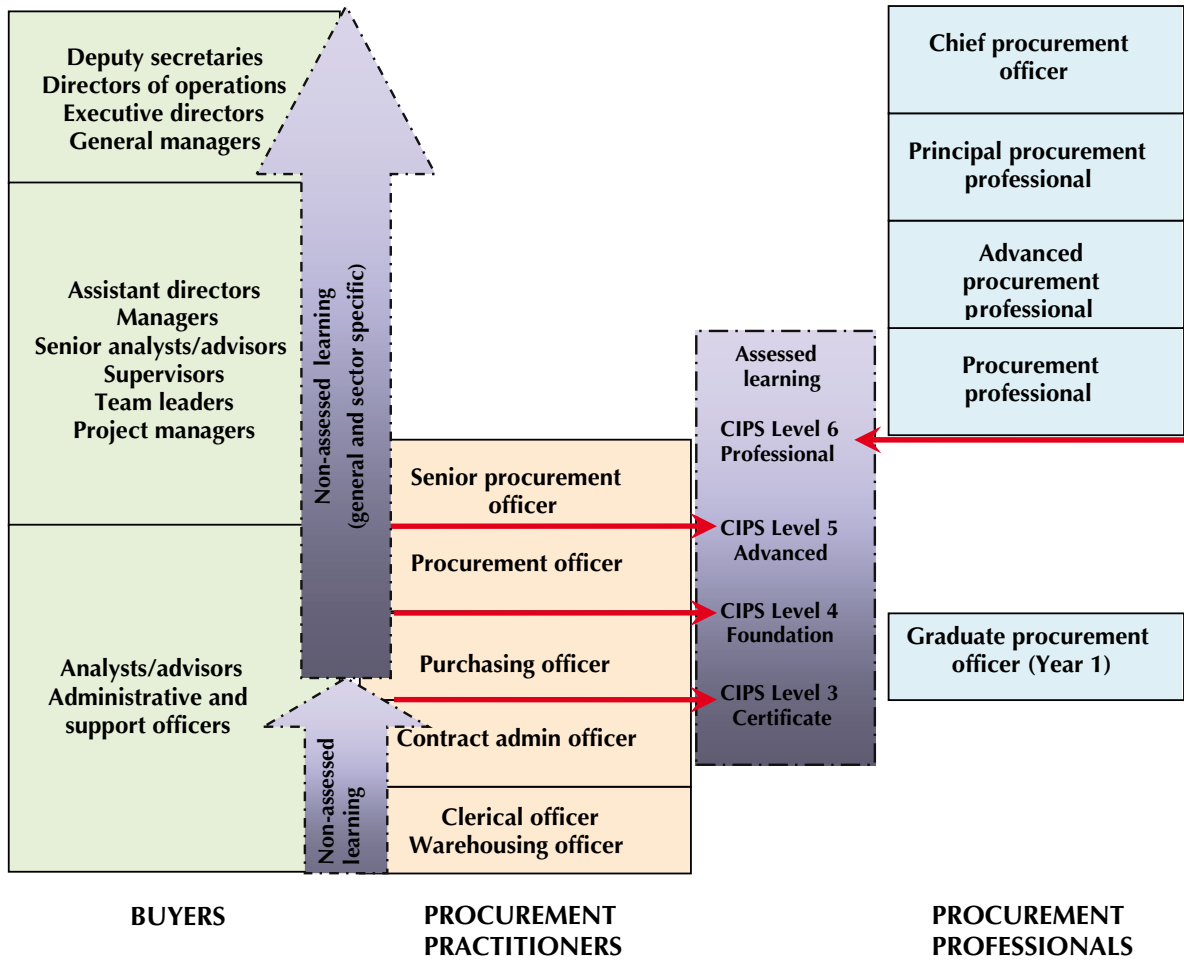 Deputy secretaries
Directors of operations
Executive directors
General managers
Assistant directors
Managers
Senior analysts/advisors
Supervisors
Team leaders
Project managers
Analysts/advisors
Administrative and
support officers
Non-assessed learning
(general and sector specific)
Non-assessed
learning
Senior procurement
officer
Procurement officer
Purchasing officer
Contract admin officer
Clerical officer
Warehousing officer
Assessed
learning
CIPS Level 6
Professional
CIPS Level 5
Advanced
CIPS Level 4
Foundation
CIPS Level 3
Certificate
Chief procurement
officer
Principal procurement
professional
Advanced
procurement
professional
Procurement
professional
Graduate procurement
officer (Year 1)
BUYERS
PROCUREMENT
PRACTITIONERS
PROCUREMENT
PROFESSIONALS